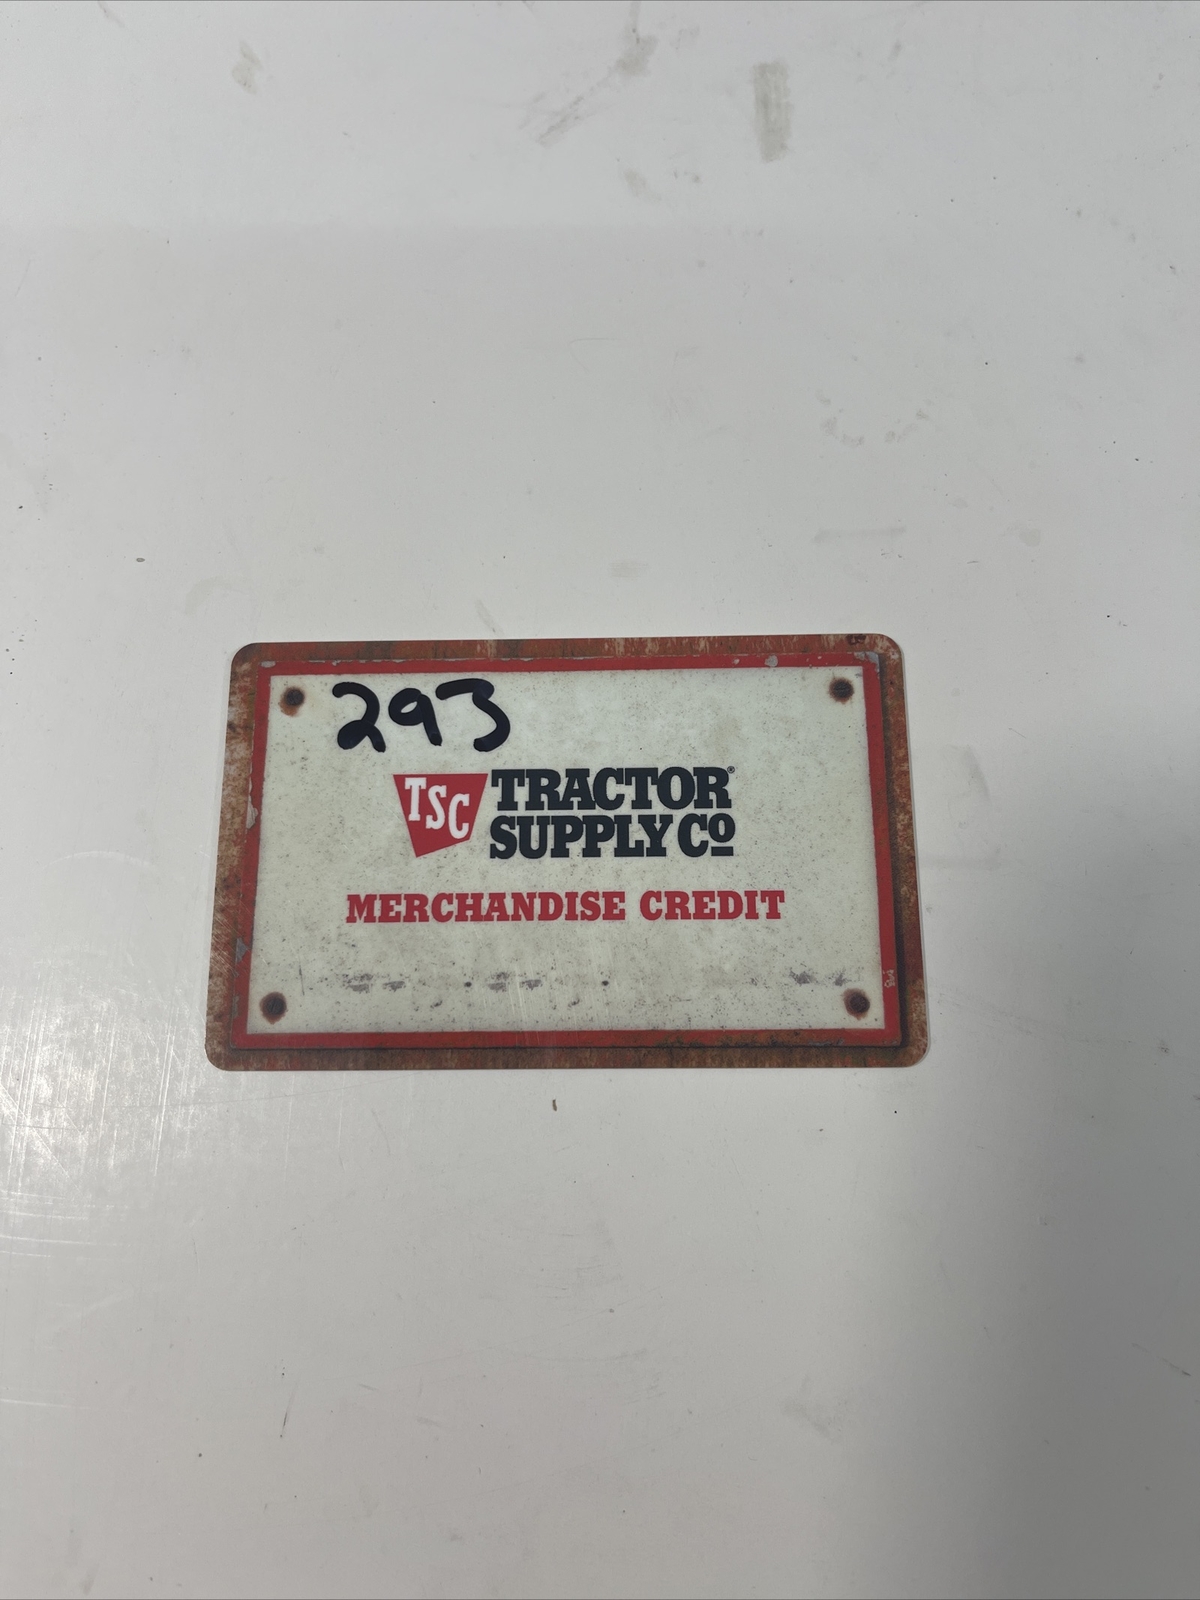 293
TSC TRACTOR
SUPPLY Co
MERCHANDISE CREDIT